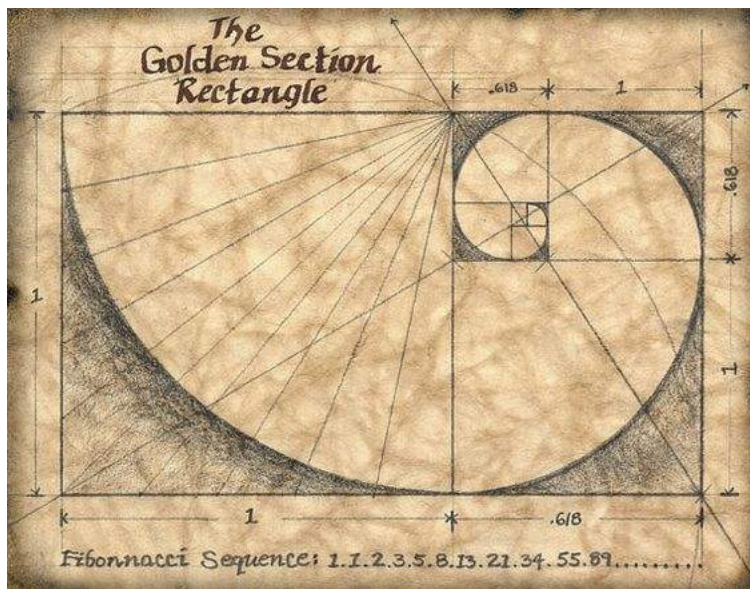 The
Golden Section
Rectangle
.618
1
.618
1
1
1
.618
Fibonnacci Sequence: 1.1.2.3.5.8.13.21.34.55.89.........